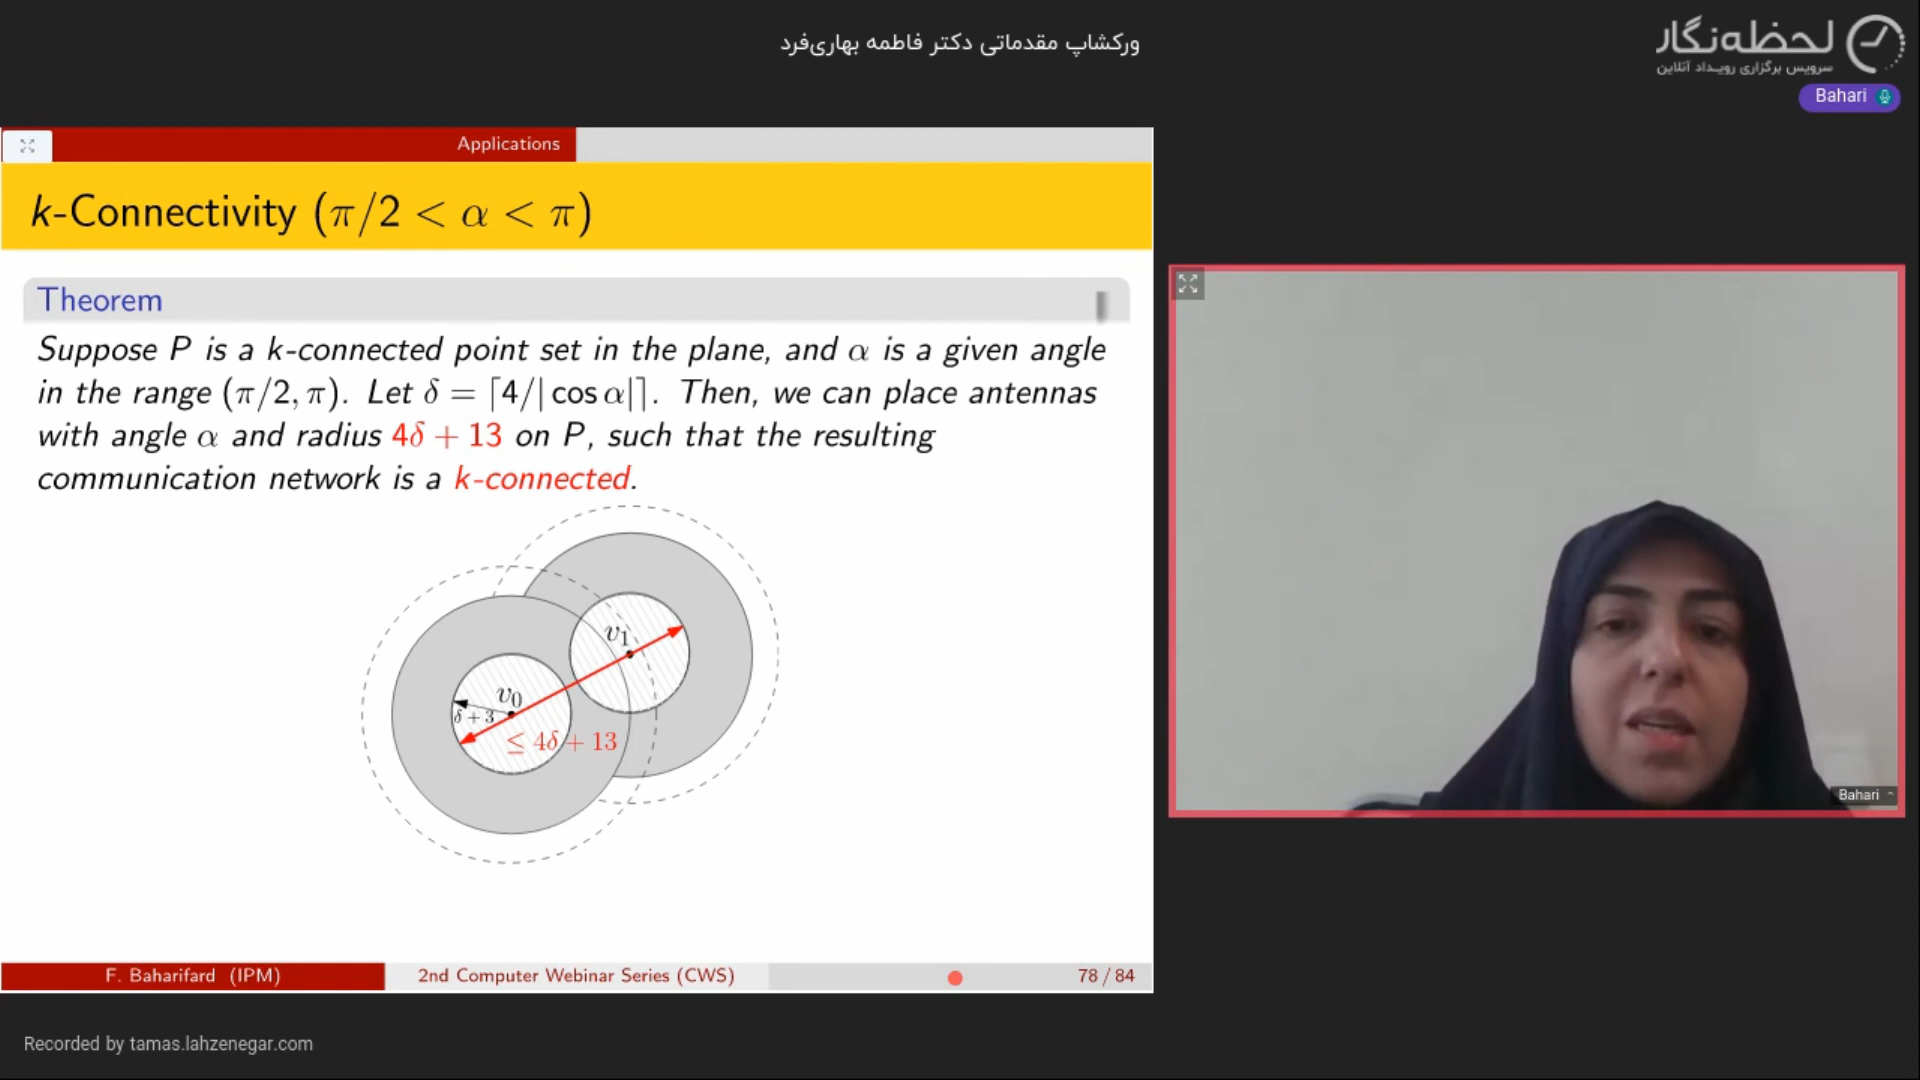 ورکشاپ مقدماتی دکتر فاطمه بهاری‌فرد
لحظه‌نگار
سرویس برگزاری رویداد آنلاین
Bahari
Applications
k-Connectivity (π/2 < α < π)
Theorem
Suppose P is a k-connected point set in the plane, and α is a given angle
in the range (π/2, π). Let δ = ⌈4/| cos α|⌉. Then, we can place antennas
with angle α and radius 4δ + 13 on P, such that the resulting
communication network is a k-connected.
v₁
v₀
δ + 3
≤ 4δ + 13
Bahari
F. Baharifard (IPM)
2nd Computer Webinar Series (CWS)
78 / 84
Recorded by tamas.lahzenegar.com